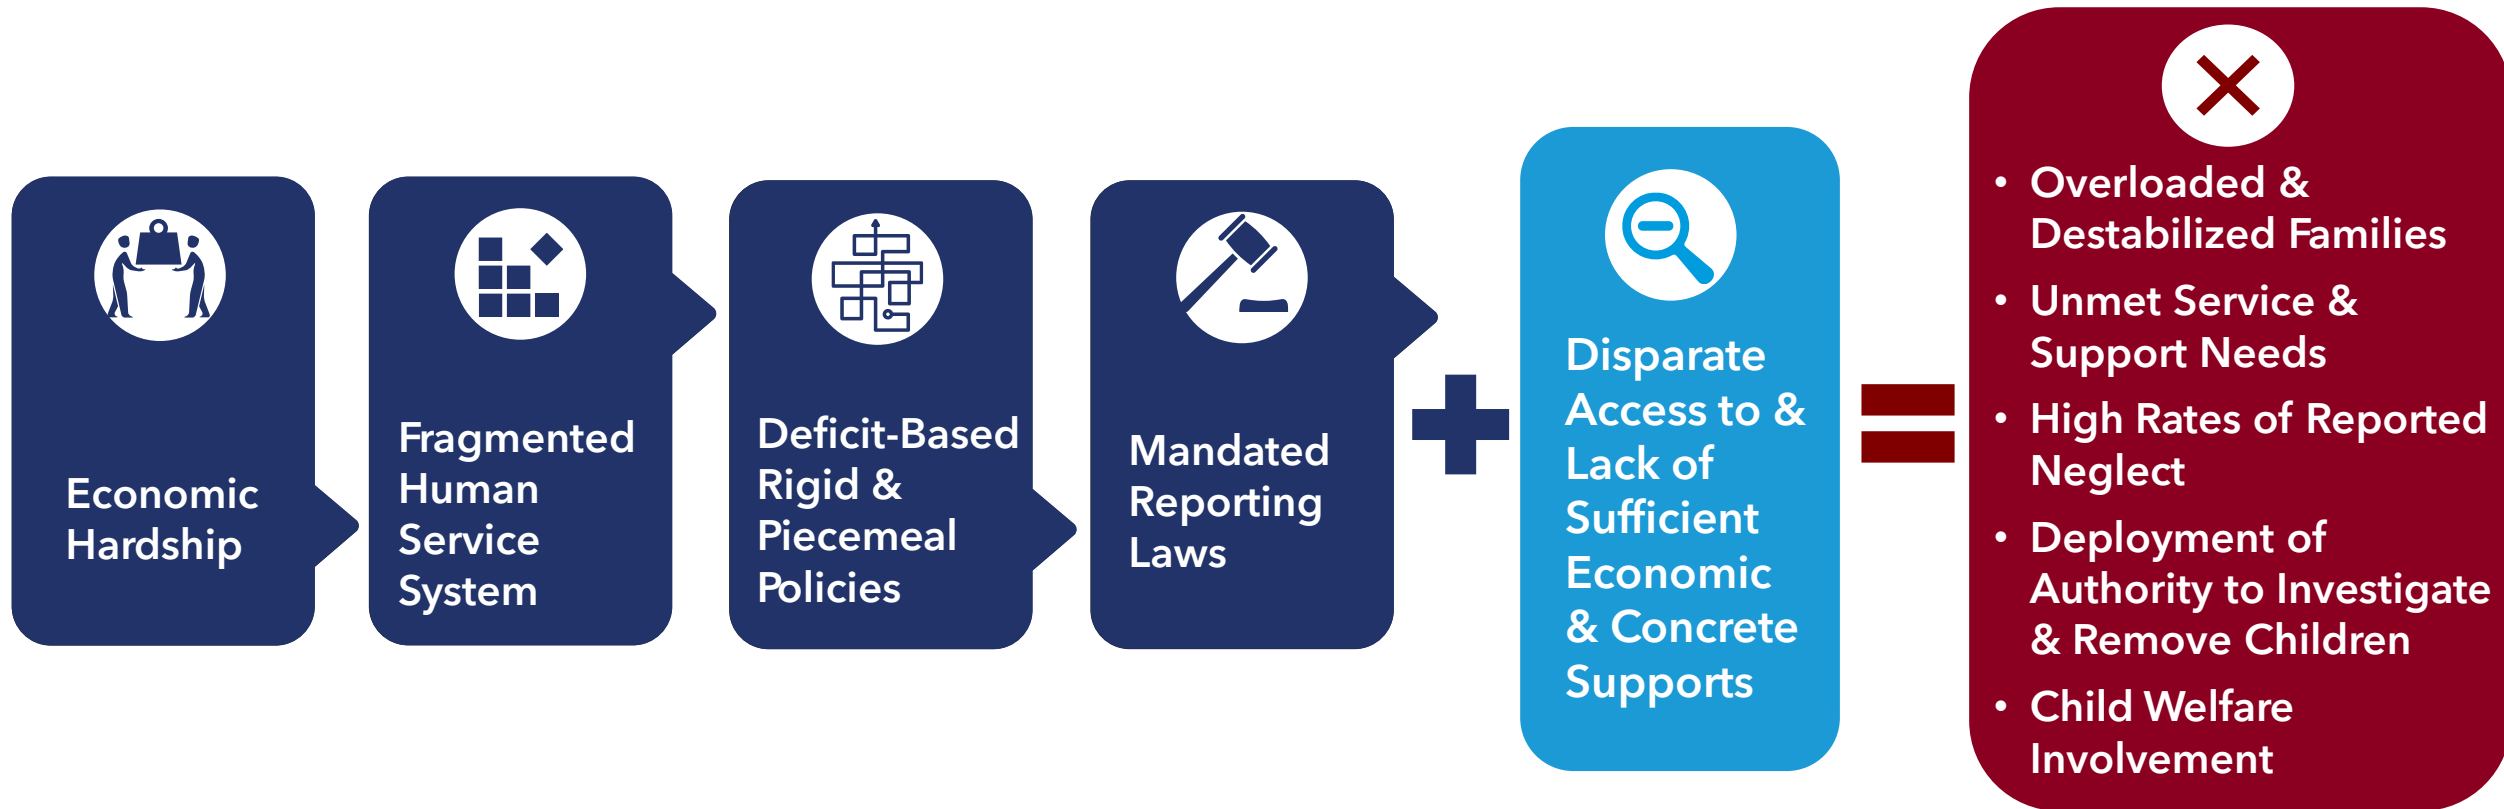 Economic
Hardship
Fragmented
Human
Service
System
Deficit-Based
Rigid &
Piecemeal
Policies
Mandated
Reporting
Laws
Disparate
Access to &
Lack of
Sufficient
Economic
& Concrete
Supports
• Overloaded &
Destabilized Families
• Unmet Service &
Support Needs
• High Rates of Reported
Neglect
• Deployment of
Authority to Investigate
& Remove Children
• Child Welfare
Involvement